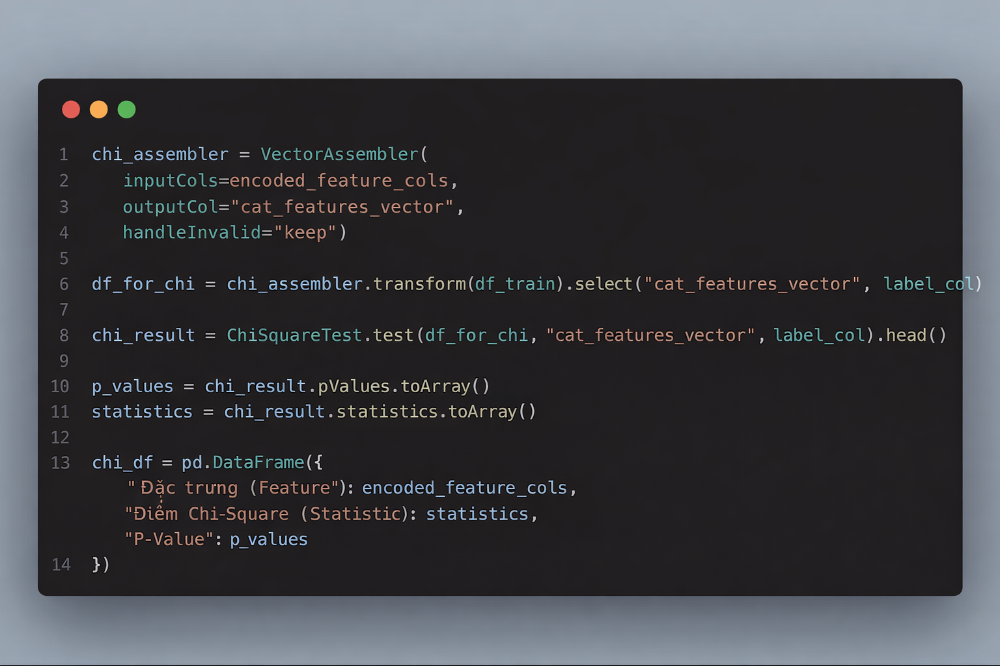 1 chi_assembler = VectorAssembler(
2 inputCols=encoded_feature_cols,
3 outputCol="cat_features_vector",
4 handleInvalid="keep")
5
6 df_for_chi = chi_assembler.transform(df_train).select("cat_features_vector", label_col)
7
8 chi_result = ChiSquareTest.test(df_for_chi, "cat_features_vector", label_col).head()
9
10 p_values = chi_result.pValues.toArray()
11 statistics = chi_result.statistics.toArray()
12
13 chi_df = pd.DataFrame({
"Đặc trưng (Feature"): encoded_feature_cols,
"Điểm Chi-Square (Statistic): statistics,
"P-Value": p_values
14 })